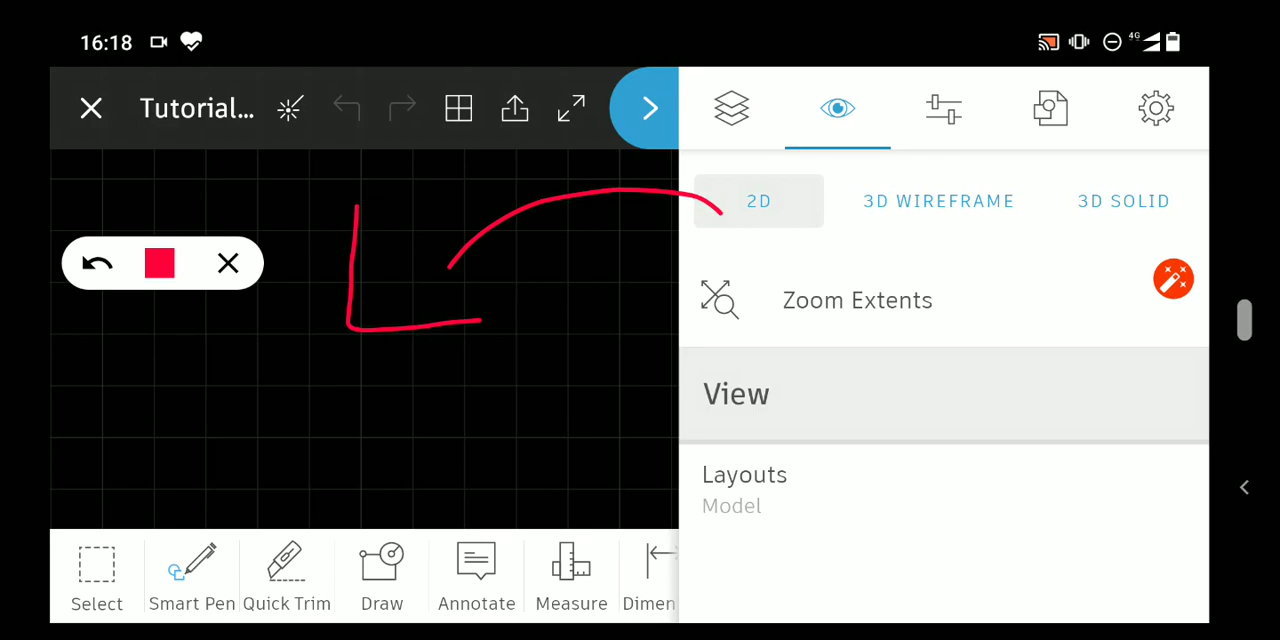 16:18
4G
Tutorial...
2D 3D WIREFRAME 3D SOLID
Zoom Extents
View
Layouts
Model
Select Smart Pen Quick Trim Draw Annotate Measure Dimen